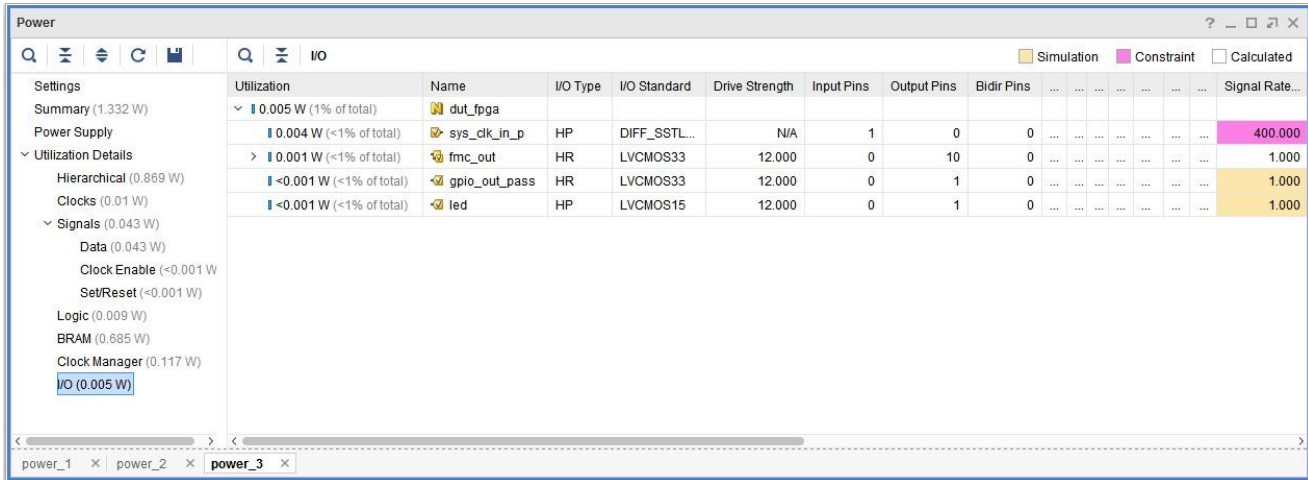 Power
I/O
Simulation Constraint Calculated
Settings
Summary (1.332 W)
Power Supply
Utilization Details
Hierarchical (0.869 W)
Clocks (0.01 W)
Signals (0.043 W)
Data (0.043 W)
Clock Enable (<0.001 W
Set/Reset (<0.001 W)
Logic (0.009 W)
BRAM (0.685 W)
Clock Manager (0.117 W)
I/O (0.005 W)
Utilization Name I/O Type I/O Standard Drive Strength Input Pins Output Pins Bidir Pins ... ... ... ... ... ... ... Signal Rate...
0.005 W (1% of total) dut_fpga
0.004 W (<1% of total) sys_clk_in_p HP DIFF_SSTL... N/A 1 0 0 ... ... ... ... ... ... ... 400.000
0.001 W (<1% of total) fmc_out HR LVCMOS33 12.000 0 10 0 ... ... ... ... ... ... ... 1.000
<0.001 W (<1% of total) gpio_out_pass HR LVCMOS33 12.000 0 1 0 ... ... ... ... ... ... ... 1.000
<0.001 W (<1% of total) led HP LVCMOS15 12.000 0 1 0 ... ... ... ... ... ... ... 1.000
power_1 power_2 power_3